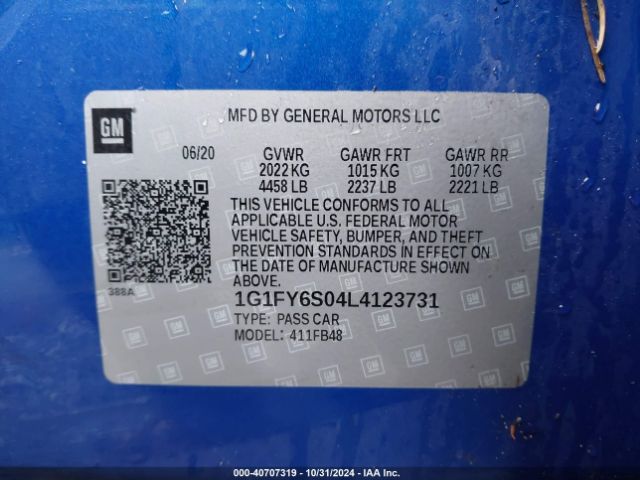 GM
MFD BY GENERAL MOTORS LLC
06/20 GVWR GAWR FRT GAWR RR
2022 KG 1015 KG 1007 KG
4458 LB 2237 LB 2221 LB
THIS VEHICLE CONFORMS TO ALL
APPLICABLE U.S. FEDERAL MOTOR
VEHICLE SAFETY, BUMPER, AND THEFT
PREVENTION STANDARDS IN EFFECT ON
THE DATE OF MANUFACTURE SHOWN
ABOVE.
388A
1G1FY6S04L4123731
TYPE: PASS CAR
MODEL: 411FB48
000-40707319 - 10/31/2024 - IAA Inc.